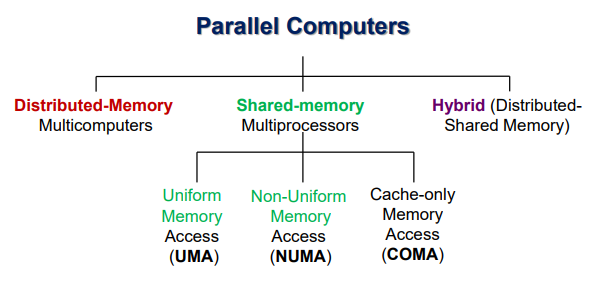 Parallel Computers
Distributed-Memory
Multicomputers
Shared-memory
Multiprocessors
Hybrid (Distributed-
Shared Memory)
Uniform
Memory
Access
(UMA)
Non-Uniform
Memory
Access
(NUMA)
Cache-only
Memory
Access
(COMA)